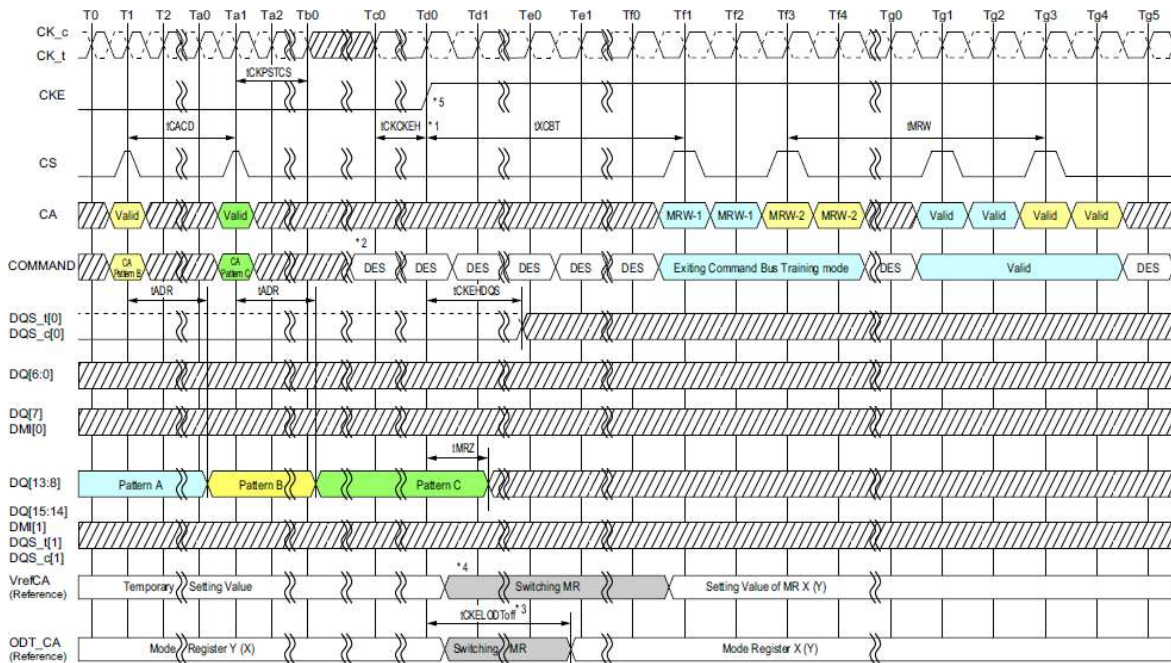 T0 T1 T2 Ta0 Ta1 Ta2 Tb0 Tc0 Td0 Td1 Te0 Te1 Tf0 Tf1 Tf2 Tf3 Tf4 Tg0 Tg1 Tg2 Tg3 Tg4 Tg5
CK_c
CK_t
tCKPSTCS
CKE
* 5
tCACD tCKCKEH * 1 tXCBT tMRW
CS
CA Valid Valid MRW-1 MRW-1 MRW-2 MRW-2 Valid Valid Valid Valid
* 2
COMMAND CA Pattern B CA Pattern C DES DES DES DES DES DES Exiting Command Bus Training mode DES Valid DES
tADR tADR tCKEHDQS
DQS_t[0]
DQS_c[0]
DQ[6:0]
DQ[7]
DMI[0]
tMRZ
DQ[13:8] Pattern A Pattern B Pattern C
DQ[15:14]
DMI[1]
DQS_t[1]
DQS_c[1]
* 4
VrefCA Temporary Setting Value Switching MR Setting Value of MR X (Y)
(Reference)
tCKELODToff * 3
ODT_CA Mode Register Y (X) Switching MR Mode Register X (Y)
(Reference)